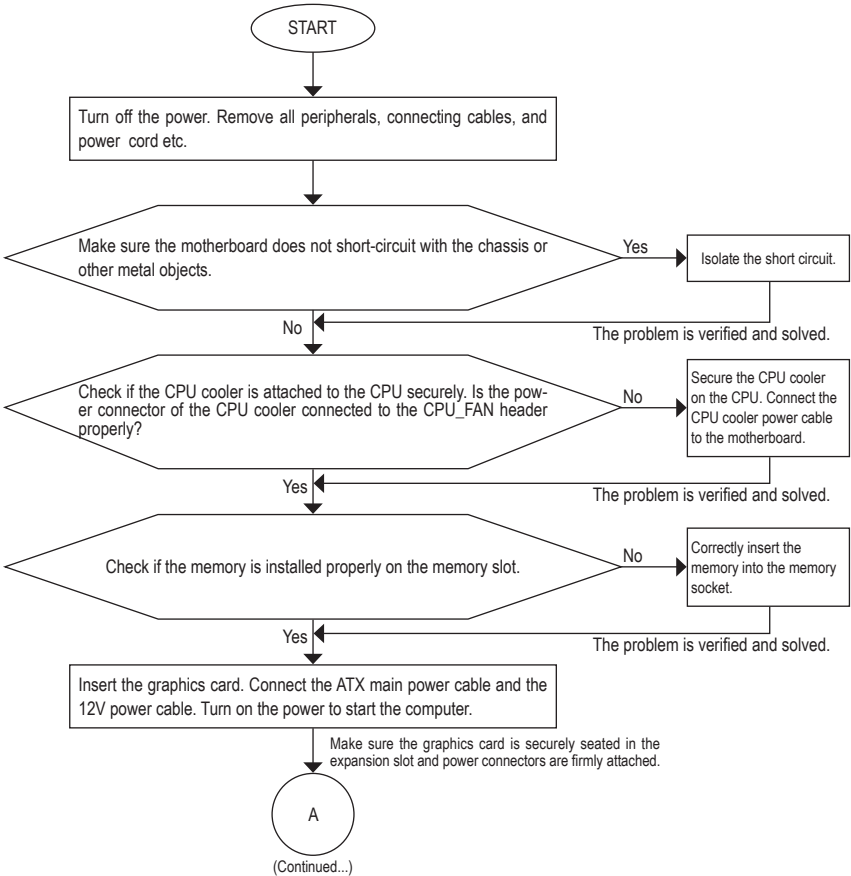 START
Turn off the power. Remove all peripherals, connecting cables, and
power cord etc.
Make sure the motherboard does not short-circuit with the chassis or
other metal objects.
Yes
Isolate the short circuit.
No
The problem is verified and solved.
Check if the CPU cooler is attached to the CPU securely. Is the pow-
er connector of the CPU cooler connected to the CPU_FAN header
properly?
No
Secure the CPU cooler
on the CPU. Connect the
CPU cooler power cable
to the motherboard.
Yes
The problem is verified and solved.
Check if the memory is installed properly on the memory slot.
No
Correctly insert the
memory into the memory
socket.
Yes
The problem is verified and solved.
Insert the graphics card. Connect the ATX main power cable and the
12V power cable. Turn on the power to start the computer.
Make sure the graphics card is securely seated in the
expansion slot and power connectors are firmly attached.
A
(Continued...)